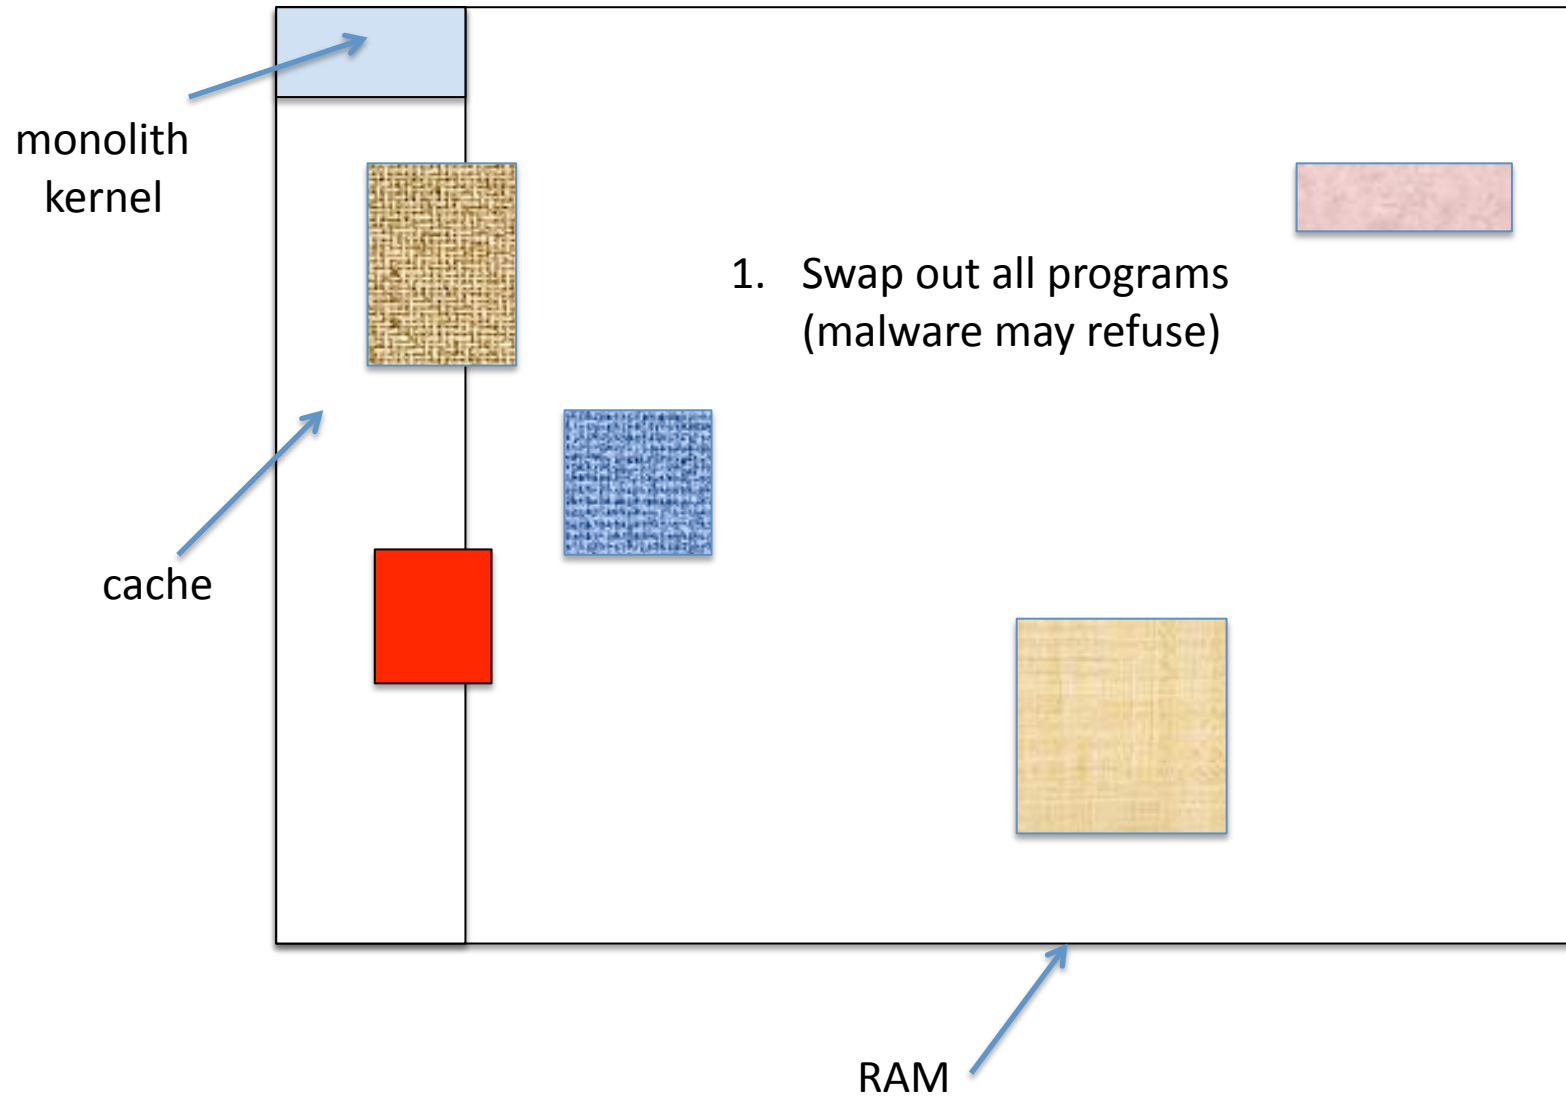 monolith
kernel
1. Swap out all programs
(malware may refuse)
cache
RAM